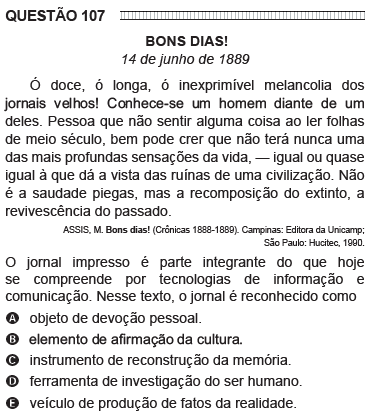 QUESTÃO 107
BONS DIAS!
14 de junho de 1889
Ó doce, ó longa, ó inexprimível melancolia dos
jornais velhos! Conhece-se um homem diante de um
deles. Pessoa que não sentir alguma coisa ao ler folhas
de meio século, bem pode crer que não terá nunca uma
das mais profundas sensações da vida, — igual ou quase
igual à que dá a vista das ruínas de uma civilização. Não
é a saudade piegas, mas a recomposição do extinto, a
revivescência do passado.
ASSIS, M. Bons dias! (Crônicas 1888-1889). Campinas: Editora da Unicamp;
São Paulo: Hucitec, 1990.
O jornal impresso é parte integrante do que hoje
se compreende por tecnologias de informação e
comunicação. Nesse texto, o jornal é reconhecido como
A objeto de devoção pessoal.
B elemento de afirmação da cultura.
C instrumento de reconstrução da memória.
D ferramenta de investigação do ser humano.
E veículo de produção de fatos da realidade.